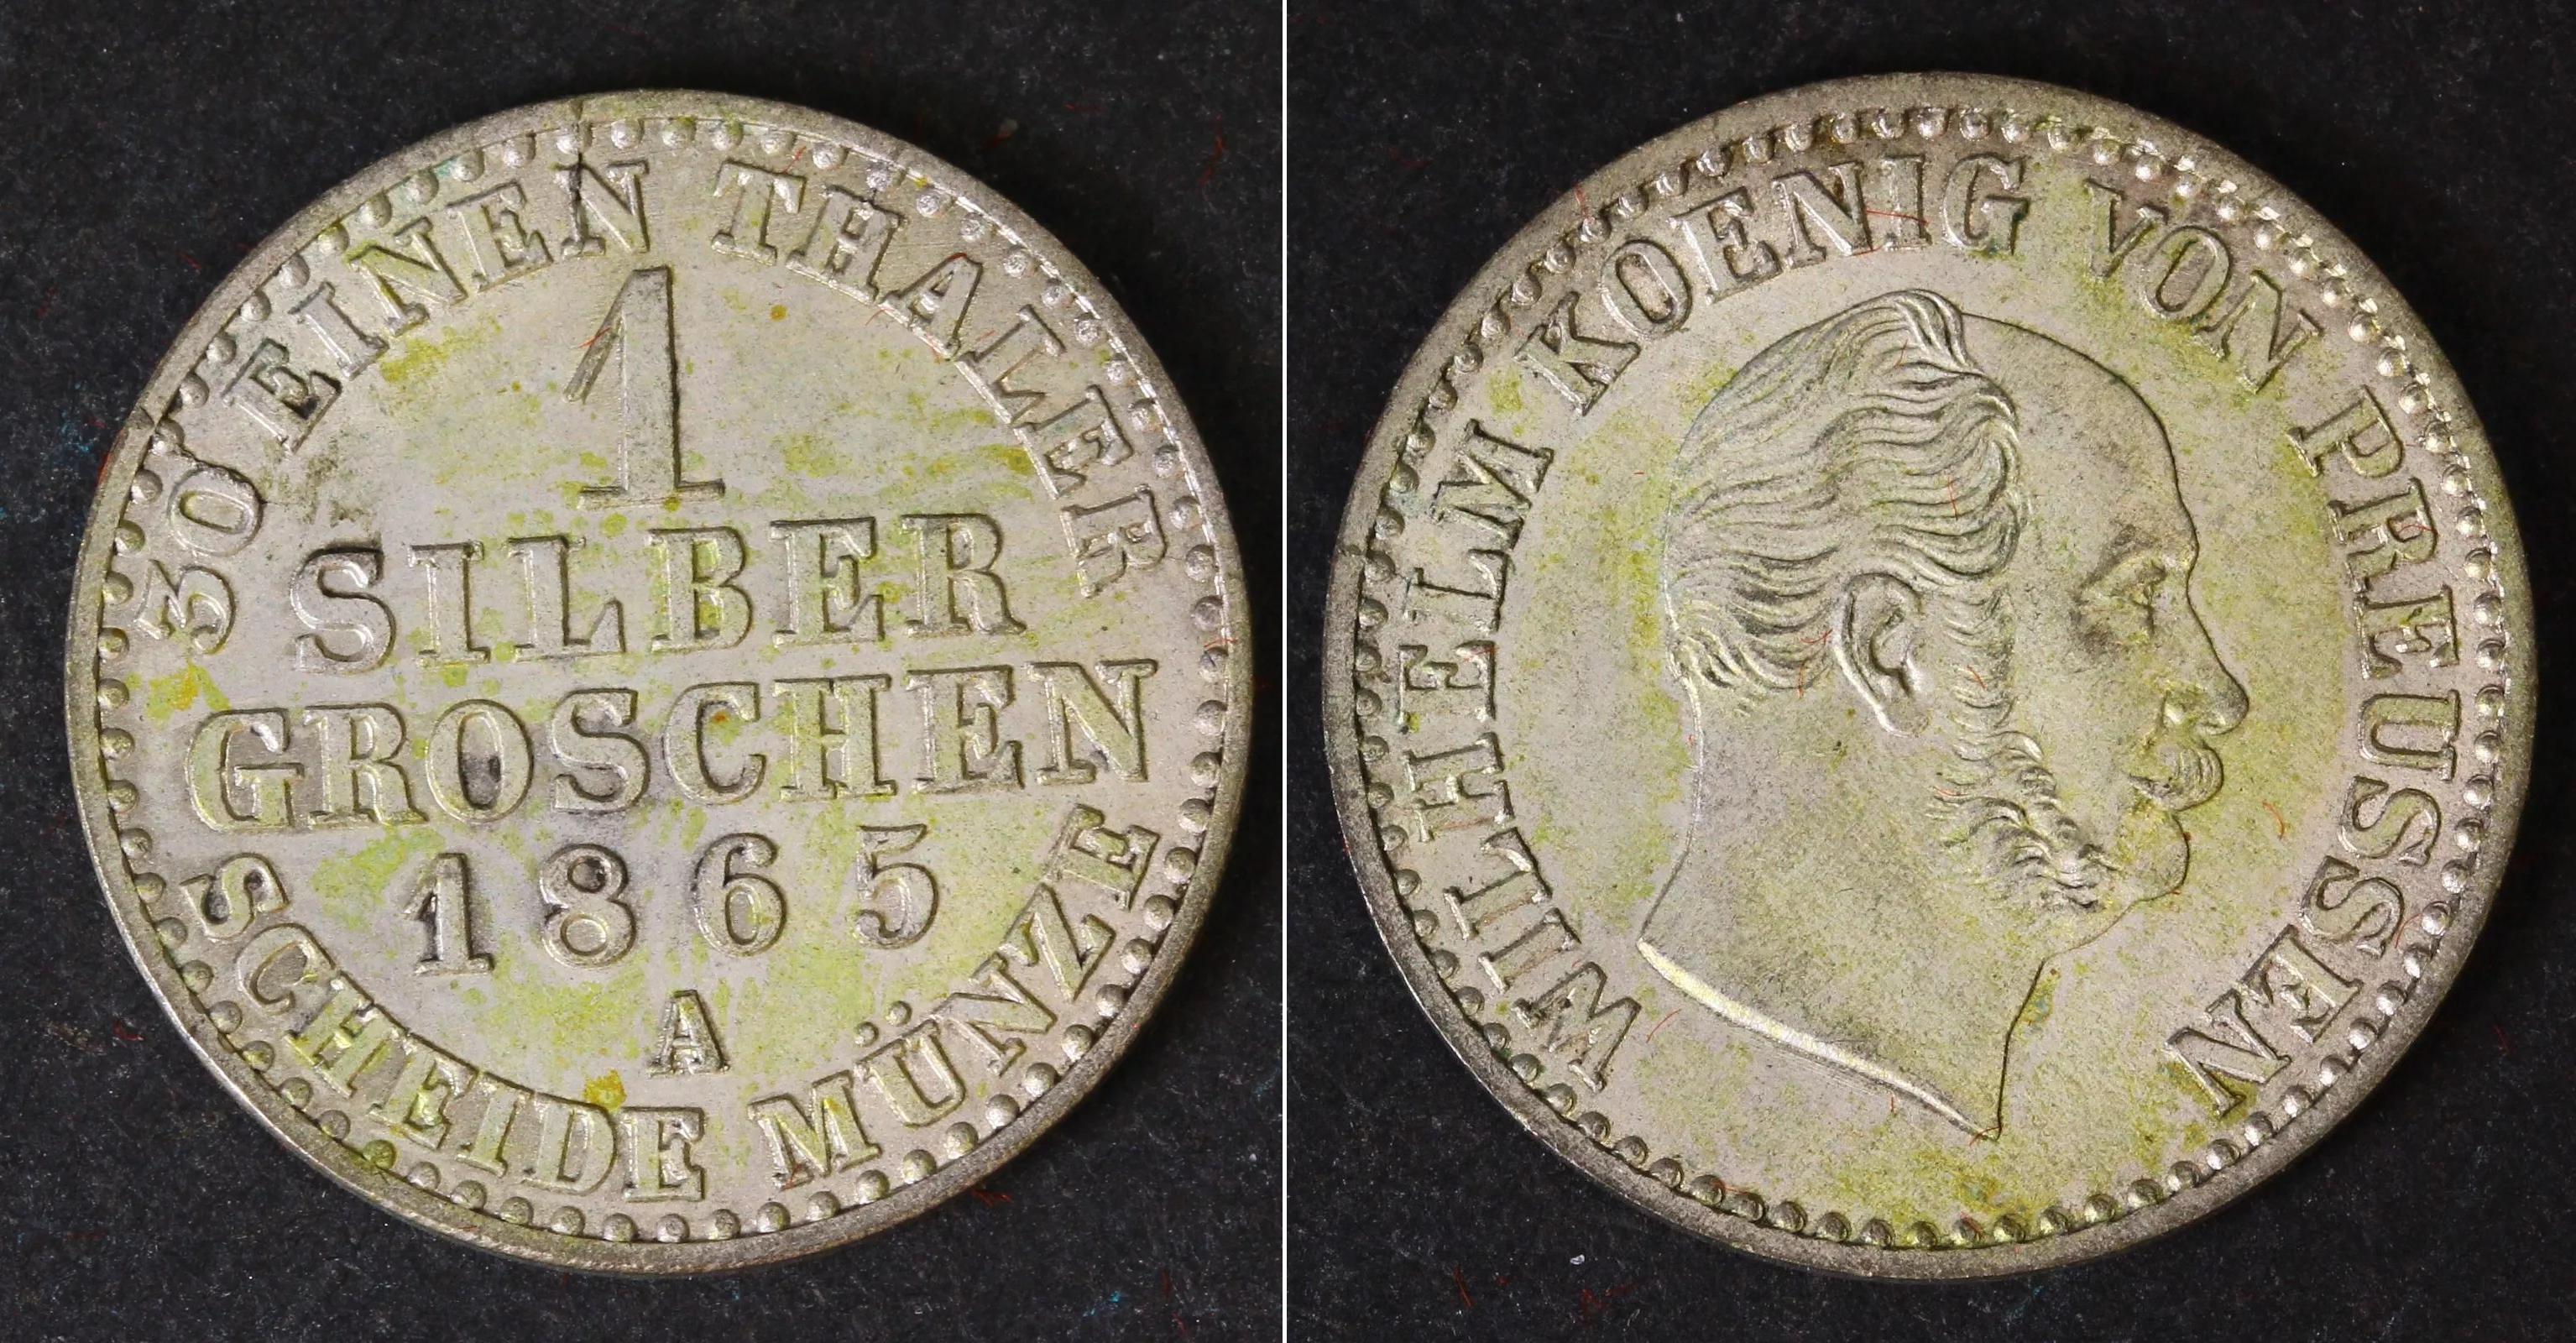 30 EINEN THALER
1
SILBER
GROSCHEN
1865
A
SCHEIDE MÜNZE
WILHELM KOENIG VON PREUSSEN